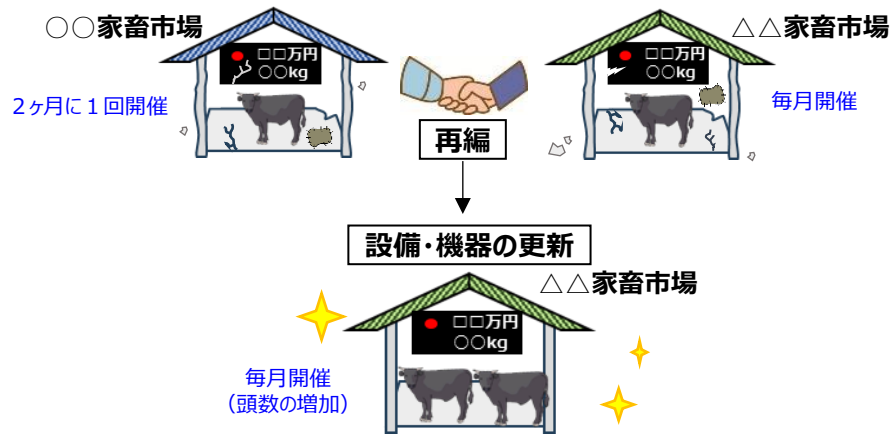 ○○家畜市場
□□万円
○○kg
2ヶ月に1回開催
△△家畜市場
□□万円
○○kg
毎月開催
再編
設備・機器の更新
△△家畜市場
□□万円
○○kg
毎月開催
（頭数の増加）